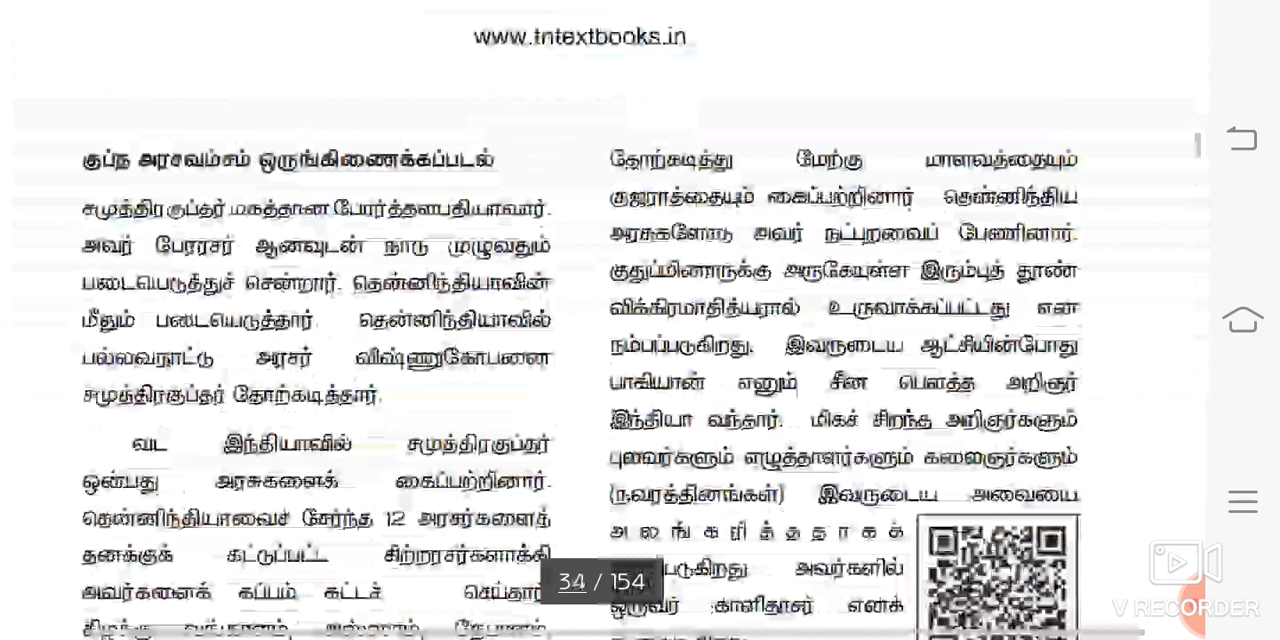 www.tntextbooks.in
குப்த அரசவம்சம் ஒருங்கிணைக்கப்படல்
சமுத்திரகுப்தர் மகத்தான போர்த்தளபதியாவார்.
அவர் பேரரசர் ஆனவுடன் நாடு முழுவதும்
படையெடுத்துச் சென்றார். தென்னிந்தியாவின்
மீதும் படையெடுத்தார் தென்னிந்தியாவில்
பல்லவநாட்டு அரசர் விஷ்ணுகோபனை
சமுத்திரகுப்தர் தோற்கடித்தார்.
வட இந்தியாவில் சமுத்திரகுப்தர்
ஒன்பது அரசுகளைக் கைப்பற்றினார்.
தென்னிந்தியாவைச் சேர்ந்த 12 அரசர்களைத்
தனக்குக் கட்டுப்பட்ட சிற்றரசர்களாக்கி
அவர்களைக் கப்பம் கட்டச் செய்தார்
தோற்கடித்து மேற்கு மாளவத்தையும்
குஜராத்தையும் கைப்பற்றினார் தென்னிந்திய
அரசுகளோடு அவர் நட்புறவைப் பேணினார்.
குதுப்மினாருக்கு அருகேயுள்ள இரும்புத் தூண்
விக்கிரமாதித்யரால் உருவாக்கப்பட்டது என
நம்பப்படுகிறது. இவருடைய ஆட்சியின்போது
பாகியான் எனும் சீன பௌத்த அறிஞர்
இந்தியா வந்தார். மிகச் சிறந்த அறிஞர்களும்
புலவர்களும் எழுத்தாளர்களும் கலைஞர்களும்
(நவரத்தினங்கள்) இவருடைய அவையை
அலங்கரித்ததாகக்
படுகிறது அவர்களில்
ஒருவர் காளிதாசர் எனக்
34 / 154
V RECORDER